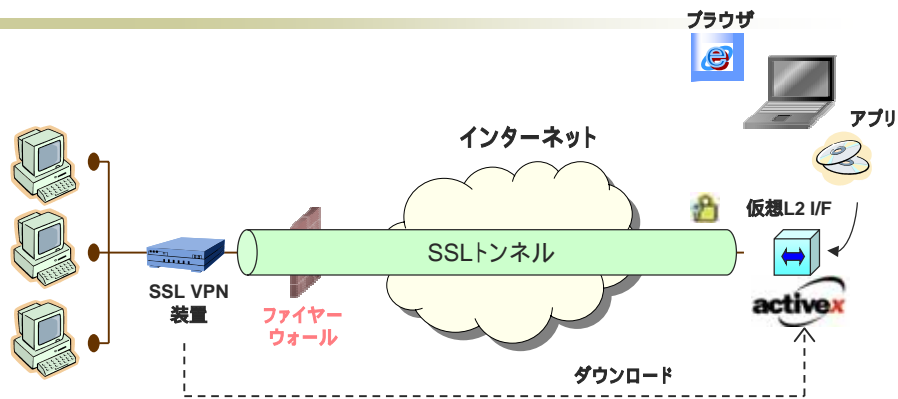 ブラウザ
アプリ
インターネット
仮想L2 I/F
SSLトンネル
SSL VPN
装置
ファイヤー
ウォール
activex
ダウンロード